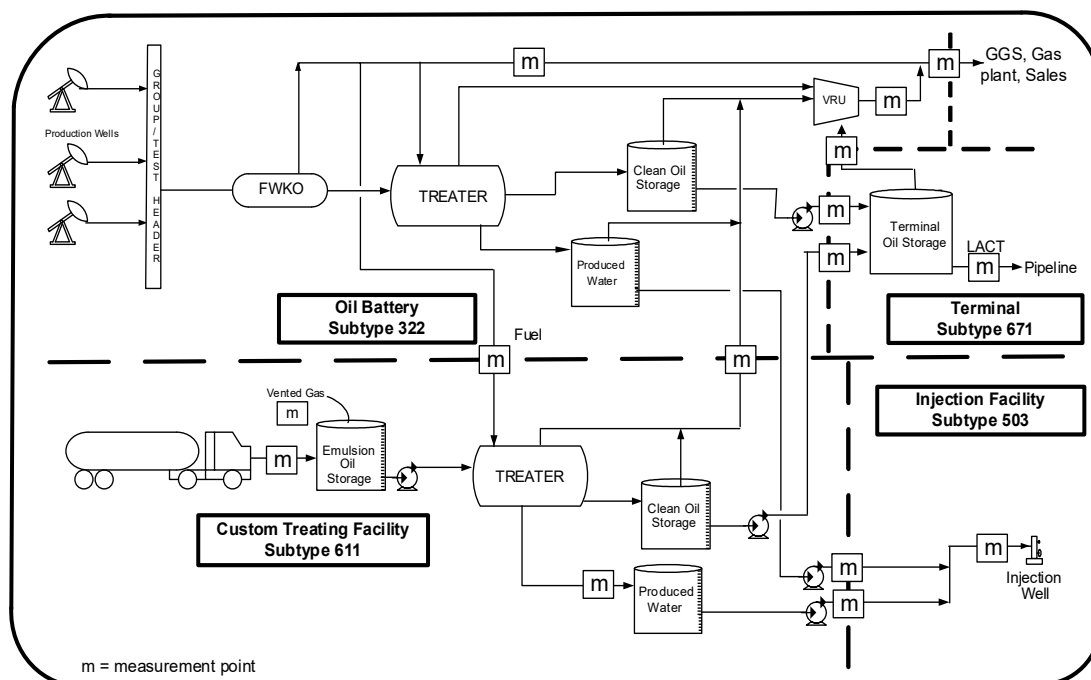 m
m
GGS, Gas
plant, Sales
GROUP/TEST HEADER
VRU
m
Production Wells
m
FWKO
TREATER
Clean Oil
Storage
m
Terminal
Oil Storage
Produced
Water
m
LACT
m
Pipeline
Oil Battery
Subtype 322
Terminal
Subtype 671
Fuel
m
m
Injection Facility
Subtype 503
Vented Gas
m
m
Emulsion
Oil
Storage
TREATER
Clean Oil
Storage
Custom Treating Facility
Subtype 611
m
m
Injection
Well
m
Produced
Water
m
m = measurement point